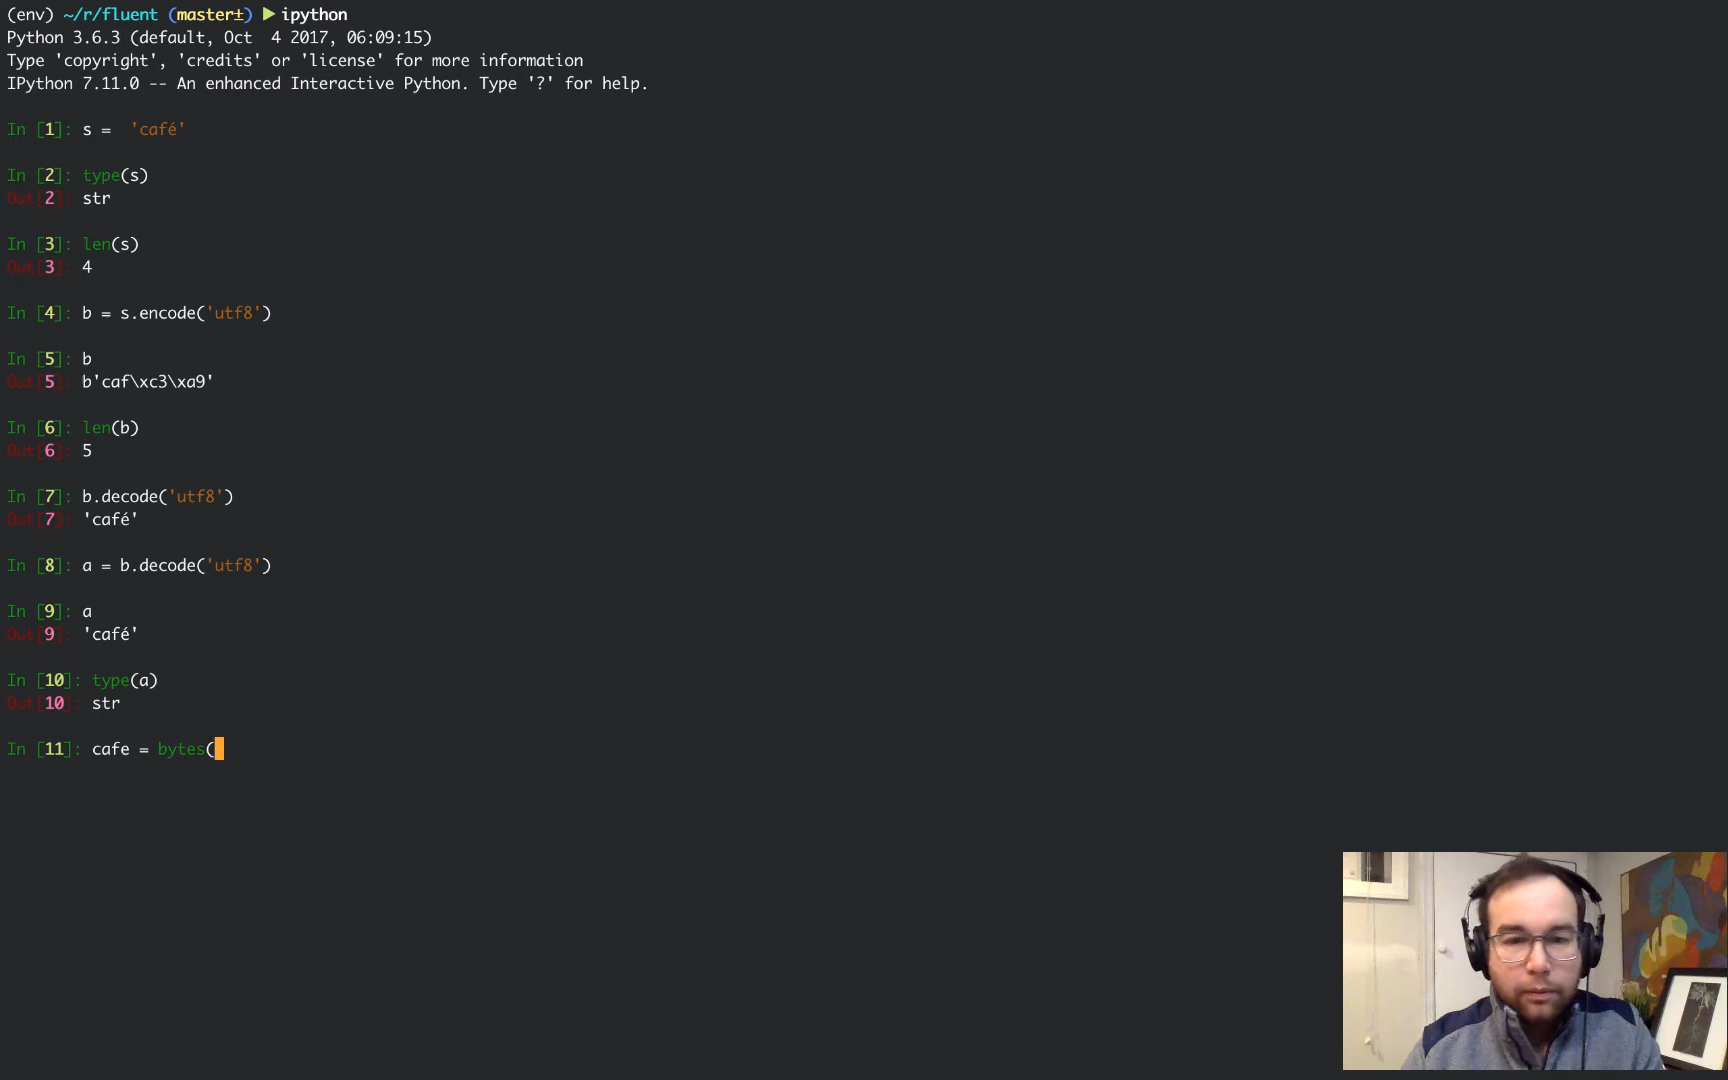 (env) ~/r/fluent (master±) ▶ ipython
Python 3.6.3 (default, Oct  4 2017, 06:09:15)
Type 'copyright', 'credits' or 'license' for more information
IPython 7.11.0 -- An enhanced Interactive Python. Type '?' for help.
In [1]: s =  'café'
In [2]: type(s)
Out[2]: str
In [3]: len(s)
Out[3]: 4
In [4]: b = s.encode('utf8')
In [5]: b
Out[5]: b'caf\xc3\xa9'
In [6]: len(b)
Out[6]: 5
In [7]: b.decode('utf8')
Out[7]: 'café'
In [8]: a = b.decode('utf8')
In [9]: a
Out[9]: 'café'
In [10]: type(a)
Out[10]: str
In [11]: cafe = bytes(